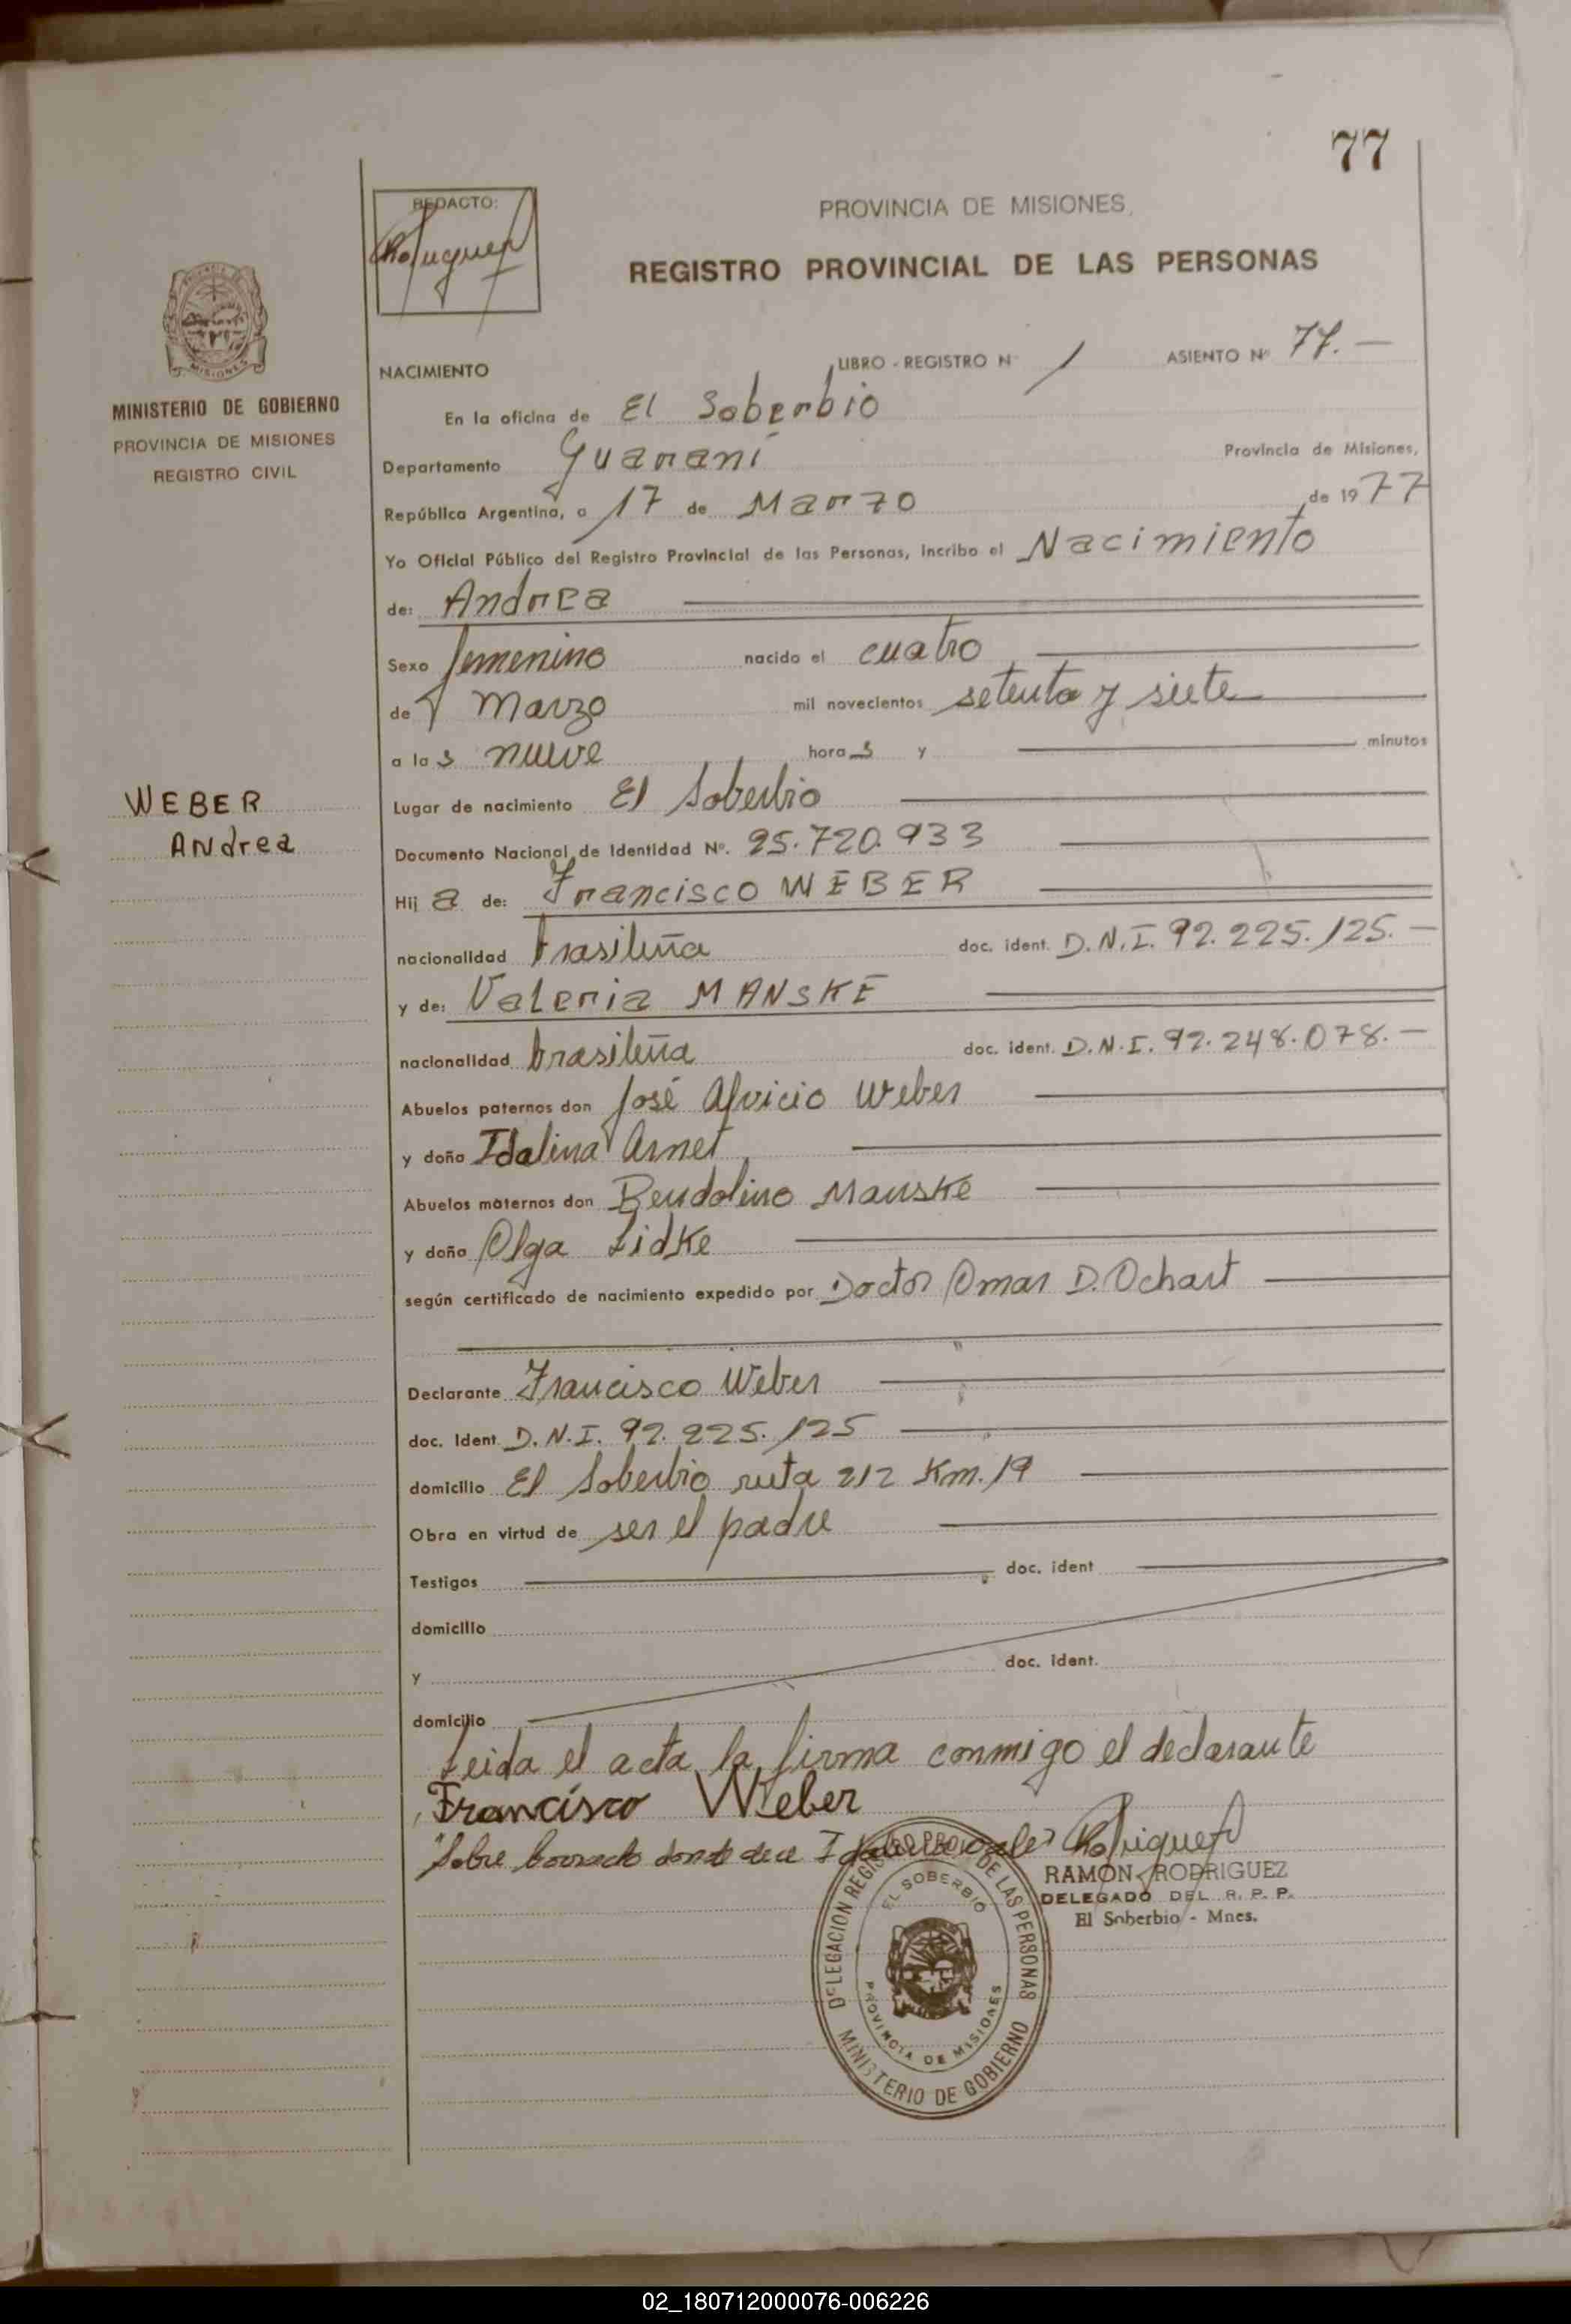 77
REDACTO:
PROVINCIA DE MISIONES.
REGISTRO PROVINCIAL DE LAS PERSONAS
MINISTERIO DE GOBIERNO
PROVINCIA DE MISIONES
REGISTRO CIVIL
NACIMIENTO LIBRO - REGISTRO Nº 1 ASIENTO Nº 77.-
En la oficina de El Soberbio
Departamento Guaraní Provincia de Misiones,
República Argentina, a 17 de Marzo de 1977
Yo Oficial Público del Registro Provincial de las Personas, incribo el Nacimiento
de: Andrea
Sexo femenino nacido el cuatro
de Marzo mil novecientos setenta y siete
a las nueve horas y minutos
WEBER
Andrea
Lugar de nacimiento El Soberbio
Documento Nacional de Identidad Nº. 25.720.933
Hija de: Francisco WEBER
nacionalidad brasileña doc. ident. D.N.I. 92.225.125.-
y de: Valeria MANSKE
nacionalidad brasileña doc. ident. D.N.I. 92.248.078.-
Abuelos paternos don José Weber
y doña Idalina Arnet
Abuelos maternos don Bendolino Manske
y doña Olga Lidke
según certificado de nacimiento expedido por Doctor Omar D. Ochart
Declarante Francisco Weber
doc. Ident. D.N.I. 92.225.125
domicilio El Soberbio ruta 212 Km. 19
Obra en virtud de ser el padre
Testigos doc. ident
domicilio
y doc. ident.
domicilio
Leida el acta la firma conmigo el declarante
Francisco Weber
"Sobre borrado donde dice vale" Rodriguez
RAMON RODRIGUEZ
DELEGADO DEL R. P. P.
El Soberbio - Mnes.
DELEGACION REGISTRO PROV. DE LAS PERSONAS
EL SOBERBIO
PROVINCIA DE MISIONES
MINISTERIO DE GOBIERNO
02_180712000076-006226